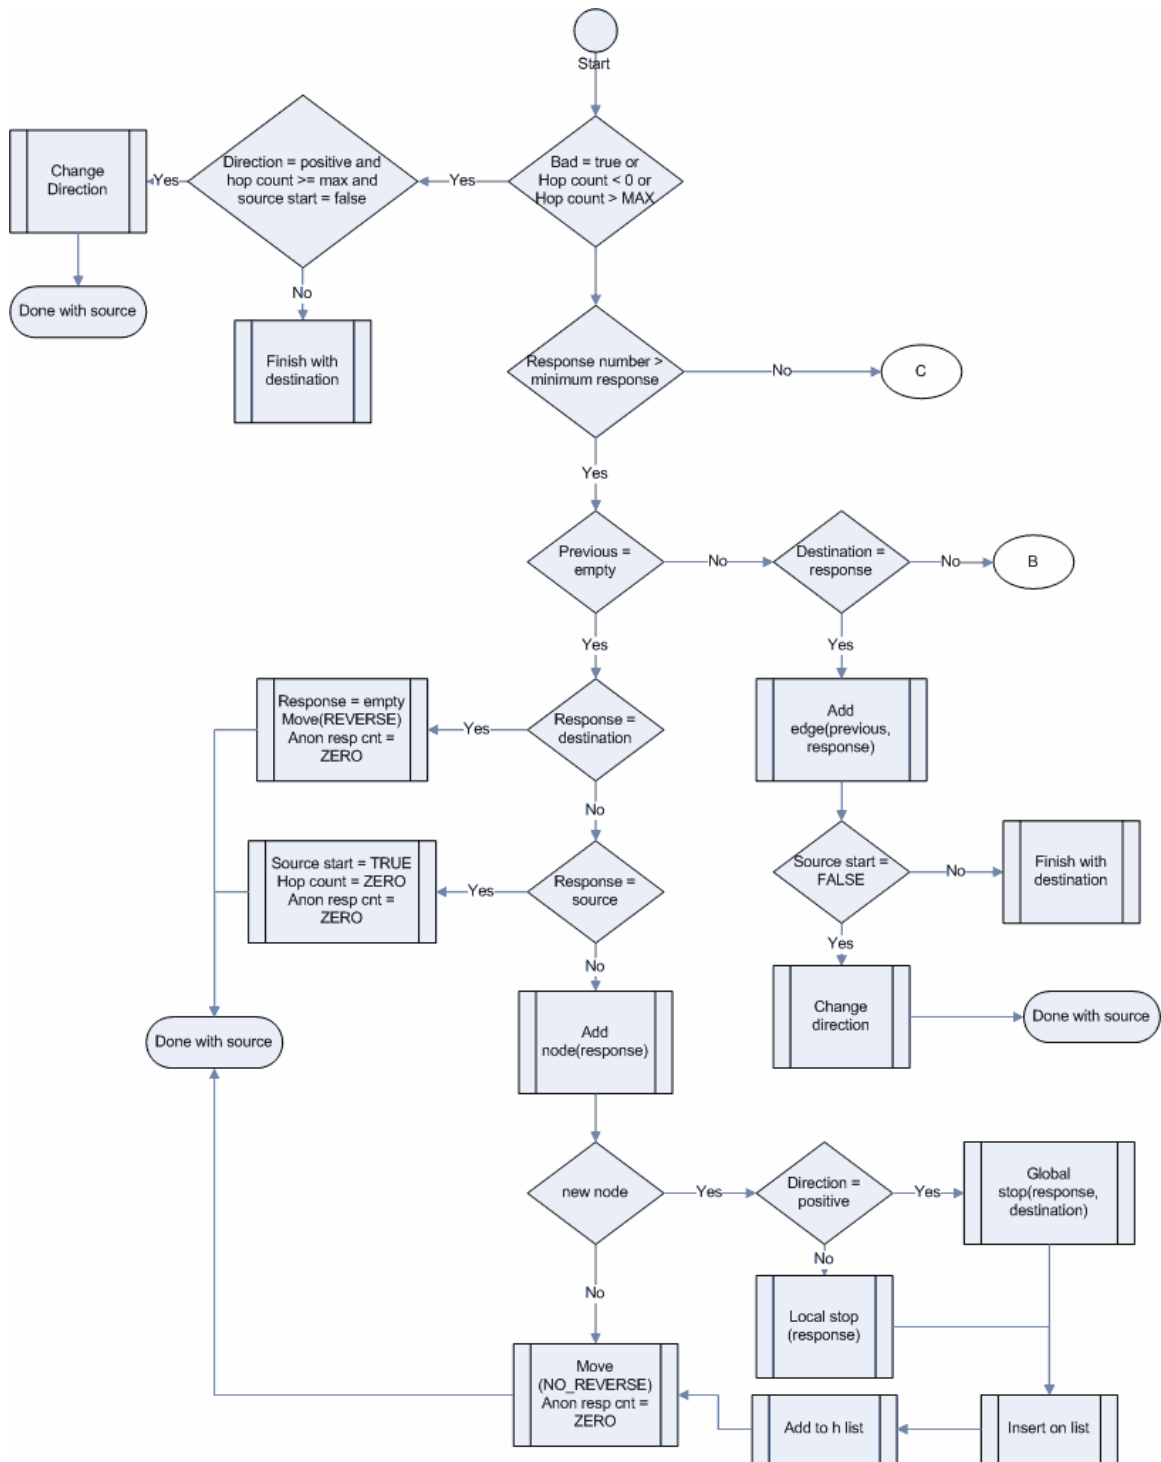 Start
Bad = true or
Hop count < 0 or
Hop count > MAX
Yes
Direction = positive and
hop count >= max and
source start = false
Yes
Change
Direction
Done with source
No
Finish with
destination
Response number >
minimum response
No
C
Yes
Previous =
empty
No
Destination =
response
No
B
Yes
Yes
Response =
destination
Yes
Response = empty
Move(REVERSE)
Anon resp cnt =
ZERO
Add
edge(previous,
response)
No
Response =
source
Yes
Source start = TRUE
Hop count = ZERO
Anon resp cnt =
ZERO
Source start =
FALSE
No
Finish with
destination
Yes
Change
direction
Done with source
No
Add
node(response)
Done with source
new node
Yes
Direction =
positive
Yes
Global
stop(response,
destination)
No
Local stop
(response)
No
Move
(NO_REVERSE)
Anon resp cnt =
ZERO
Add to h list
Insert on list